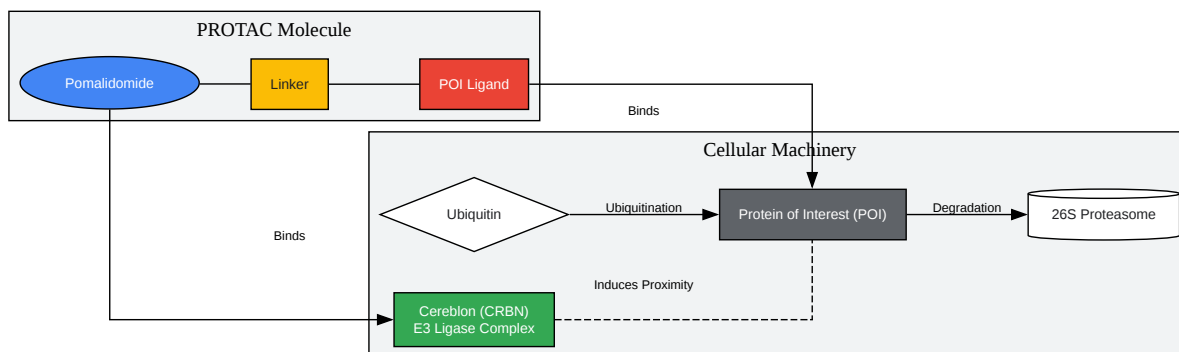 PROTAC Molecule
Pomalidomide
Linker
POI Ligand
Binds
Cellular Machinery
Ubiquitin
Ubiquitination
Protein of Interest (POI)
Degradation
26S Proteasome
Binds
Induces Proximity
Cereblon (CRBN)
E3 Ligase Complex